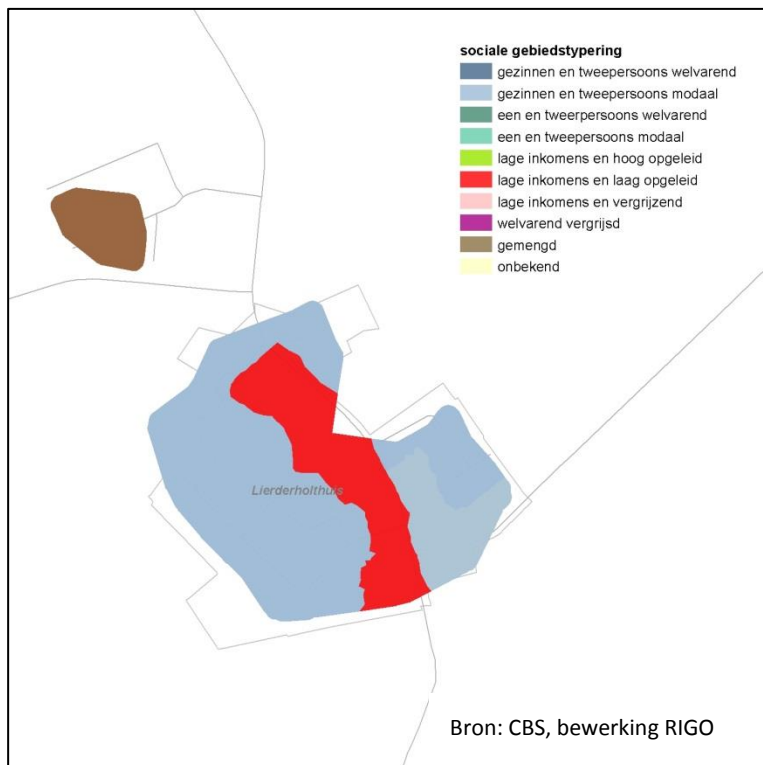 sociale gebiedstypering
gezinnen en tweepersoons welvarend
gezinnen en tweepersoons modaal
een en tweerpersoons welvarend
een en tweepersoons modaal
lage inkomens en hoog opgeleid
lage inkomens en laag opgeleid
lage inkomens en vergrijzend
welvarend vergrijsd
gemengd
onbekend
Lierderholthuis
Bron: CBS, bewerking RIGO